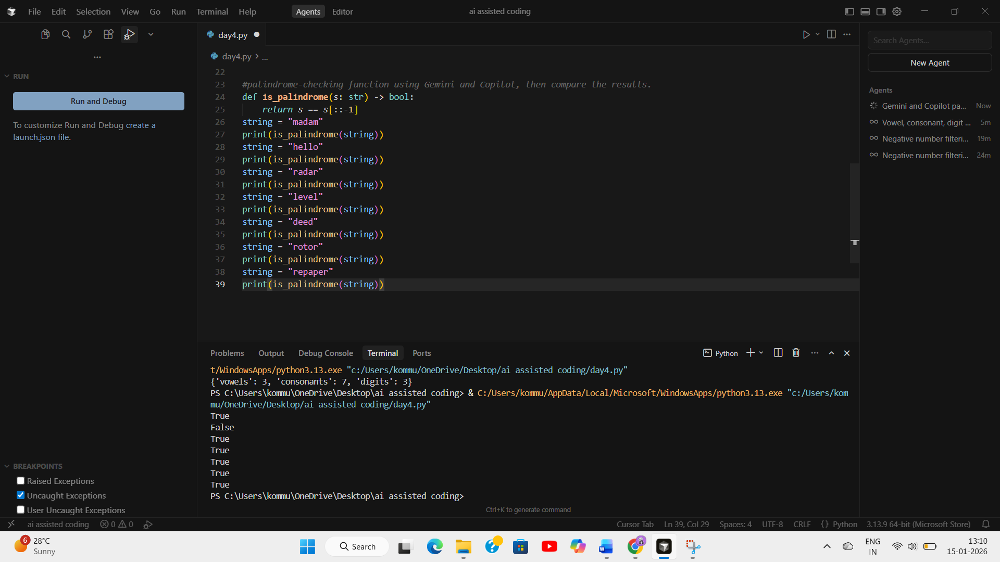 File Edit Selection View Go Run Terminal Help Agents Editor ai assisted coding
RUN
Run and Debug
To customize Run and Debug create a
launch.json file.
BREAKPOINTS
Raised Exceptions
Uncaught Exceptions
User Uncaught Exceptions
day4.py
day4.py > ...
22
23 #palindrome-checking function using Gemini and Copilot, then compare the results.
24 def is_palindrome(s: str) -> bool:
25 return s == s[::-1]
26 string = "madam"
27 print(is_palindrome(string))
28 string = "hello"
29 print(is_palindrome(string))
30 string = "radar"
31 print(is_palindrome(string))
32 string = "level"
33 print(is_palindrome(string))
34 string = "deed"
35 print(is_palindrome(string))
36 string = "rotor"
37 print(is_palindrome(string))
38 string = "repaper"
39 print(is_palindrome(string))
Problems Output Debug Console Terminal Ports Python
t/WindowsApps/python3.13.exe "c:/Users/kommu/OneDrive/Desktop/ai assisted coding/day4.py"
{'vowels': 3, 'consonants': 7, 'digits': 3}
PS C:\Users\kommu\OneDrive\Desktop\ai assisted coding> & C:/Users/kommu/AppData/Local/Microsoft/WindowsApps/python3.13.exe "c:/Users/kom
mu/OneDrive/Desktop/ai assisted coding/day4.py"
True
False
True
True
True
True
True
PS C:\Users\kommu\OneDrive\Desktop\ai assisted coding>
Ctrl+K to generate command
Search Agents...
New Agent
Agents
Gemini and Copilot pa... Now
Vowel, consonant, digit ... 5m
Negative number filteri... 19m
Negative number filteri... 24m
ai assisted coding 0 0 Cursor Tab Ln 39, Col 29 Spaces: 4 UTF-8 CRLF {} Python 3.13.9 64-bit (Microsoft Store)
6
28°C
Sunny
Search
ENG
IN
13:10
15-01-2026